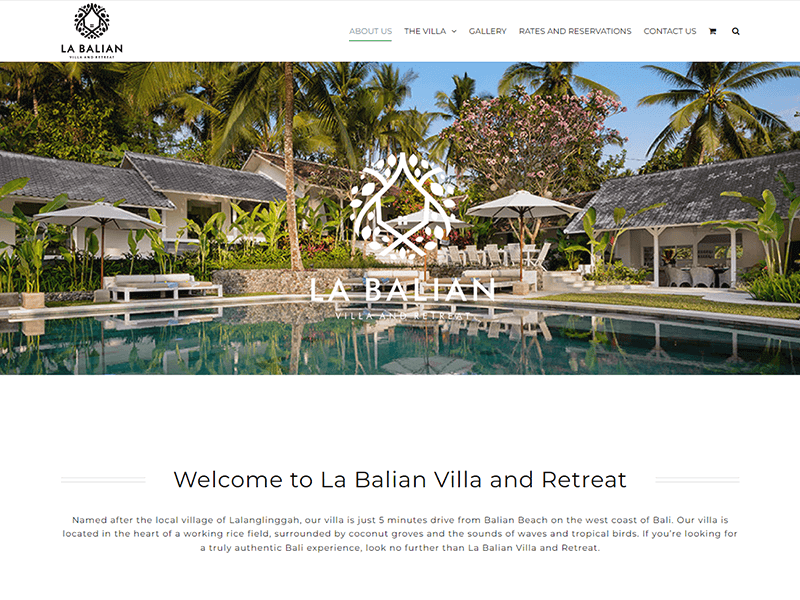 LA BALIAN
VILLA AND RETREAT
ABOUT US THE VILLA GALLERY RATES AND RESERVATIONS CONTACT US
LA BALIAN
VILLA AND RETREAT
Welcome to La Balian Villa and Retreat
Named after the local village of Lalanglinggah, our villa is just 5 minutes drive from Balian Beach on the west coast of Bali. Our villa is
located in the heart of a working rice field, surrounded by coconut groves and the sounds of waves and tropical birds. If you're looking for
a truly authentic Bali experience, look no further than La Balian Villa and Retreat.